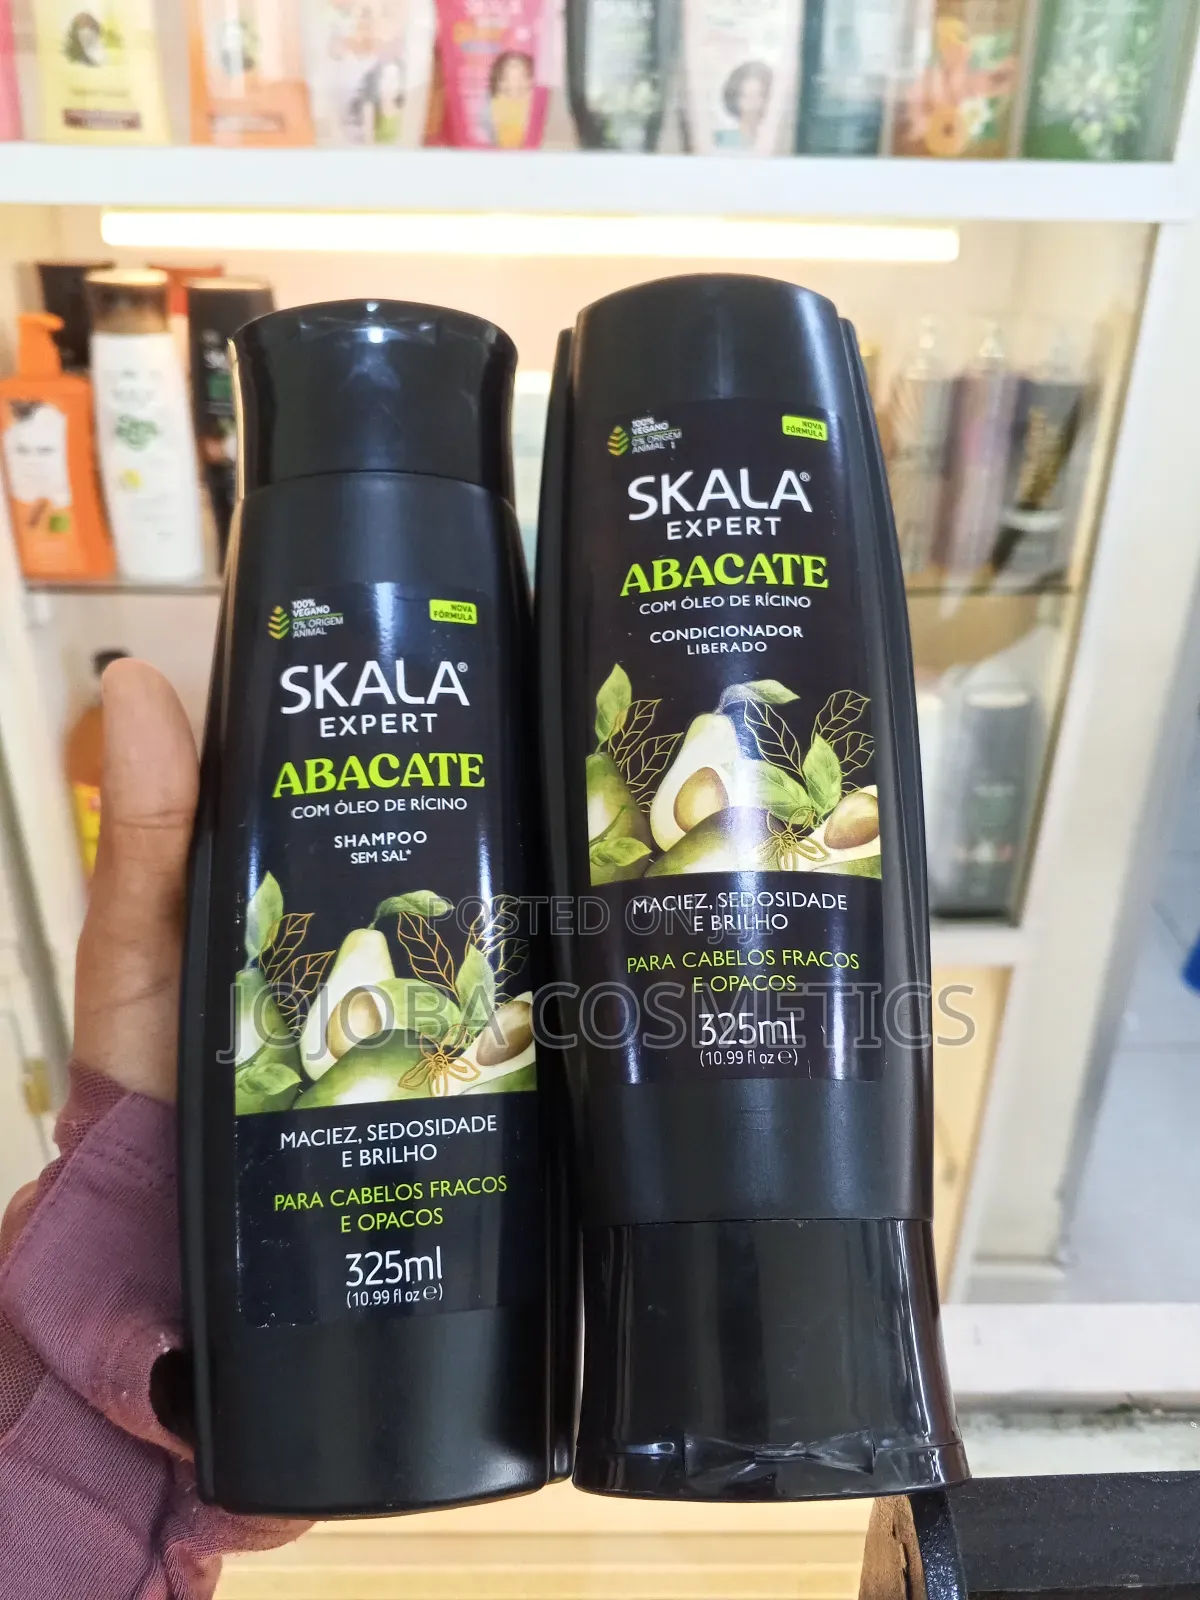 100%
VEGANO
0% ORIGEM
ANIMAL
NOVA
FÓRMULA
SKALA®
EXPERT
ABACATE
COM ÓLEO DE RÍCINO
SHAMPOO
SEM SAL*
MACIEZ, SEDOSIDADE
E BRILHO
PARA CABELOS FRACOS
E OPACOS
325ml
(10.99 fl oz ℮)
100%
VEGANO
0% ORIGEM
ANIMAL
NOVA
FÓRMULA
SKALA®
EXPERT
ABACATE
COM ÓLEO DE RÍCINO
CONDICIONADOR
LIBERADO
MACIEZ, SEDOSIDADE
E BRILHO
PARA CABELOS FRACOS
E OPACOS
325ml
(10.99 fl oz ℮)
POSTED ON Jiji
JOJOBA COSMETICS
SKALA